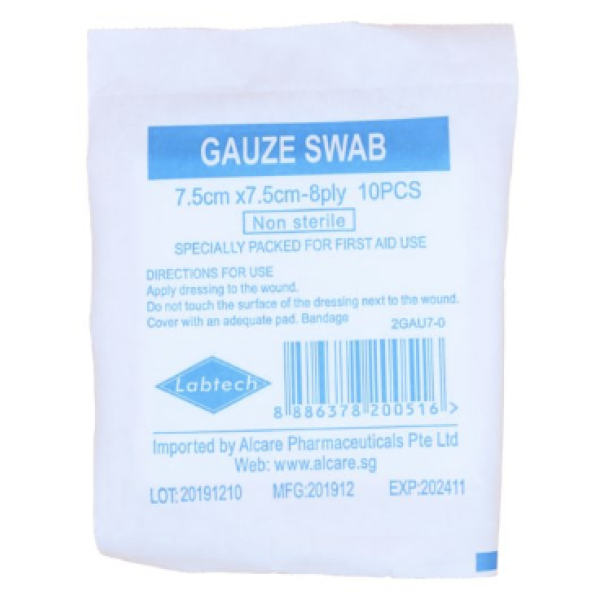 GAUZE SWAB
7.5cm x7.5cm-8ply 10PCS
Non sterile
SPECIALLY PACKED FOR FIRST AID USE
DIRECTIONS FOR USE
Apply dressing to the wound.
Do not touch the surface of the dressing next to the wound.
Cover with an adequate pad. Bandage 2GAU7-0
Labtech
8 886378 200516 >
Imported by Alcare Pharmaceuticals Pte Ltd
Web: www.alcare.sg
LOT: 20191210 MFG:201912 EXP:202411